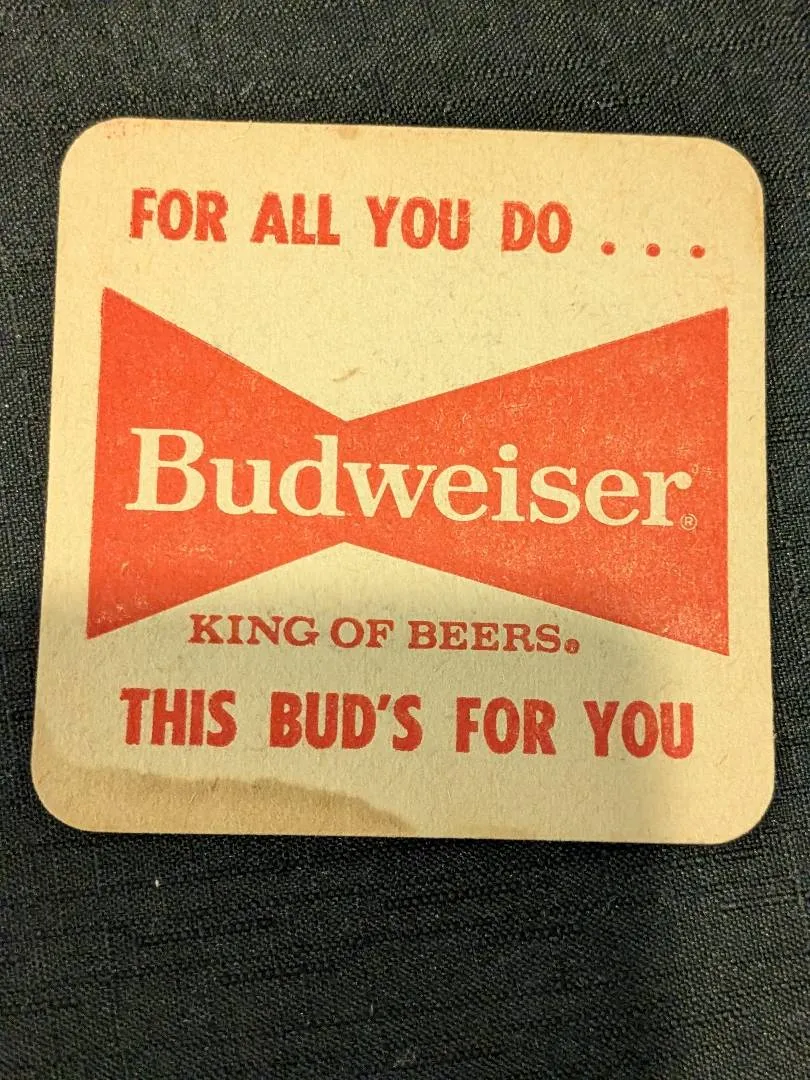 FOR ALL YOU DO . . .
Budweiser®
KING OF BEERS®
THIS BUD'S FOR YOU